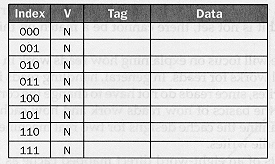 Index V Tag Data
000 N
001 N
010 N
011 N
100 N
101 N
110 N
111 N